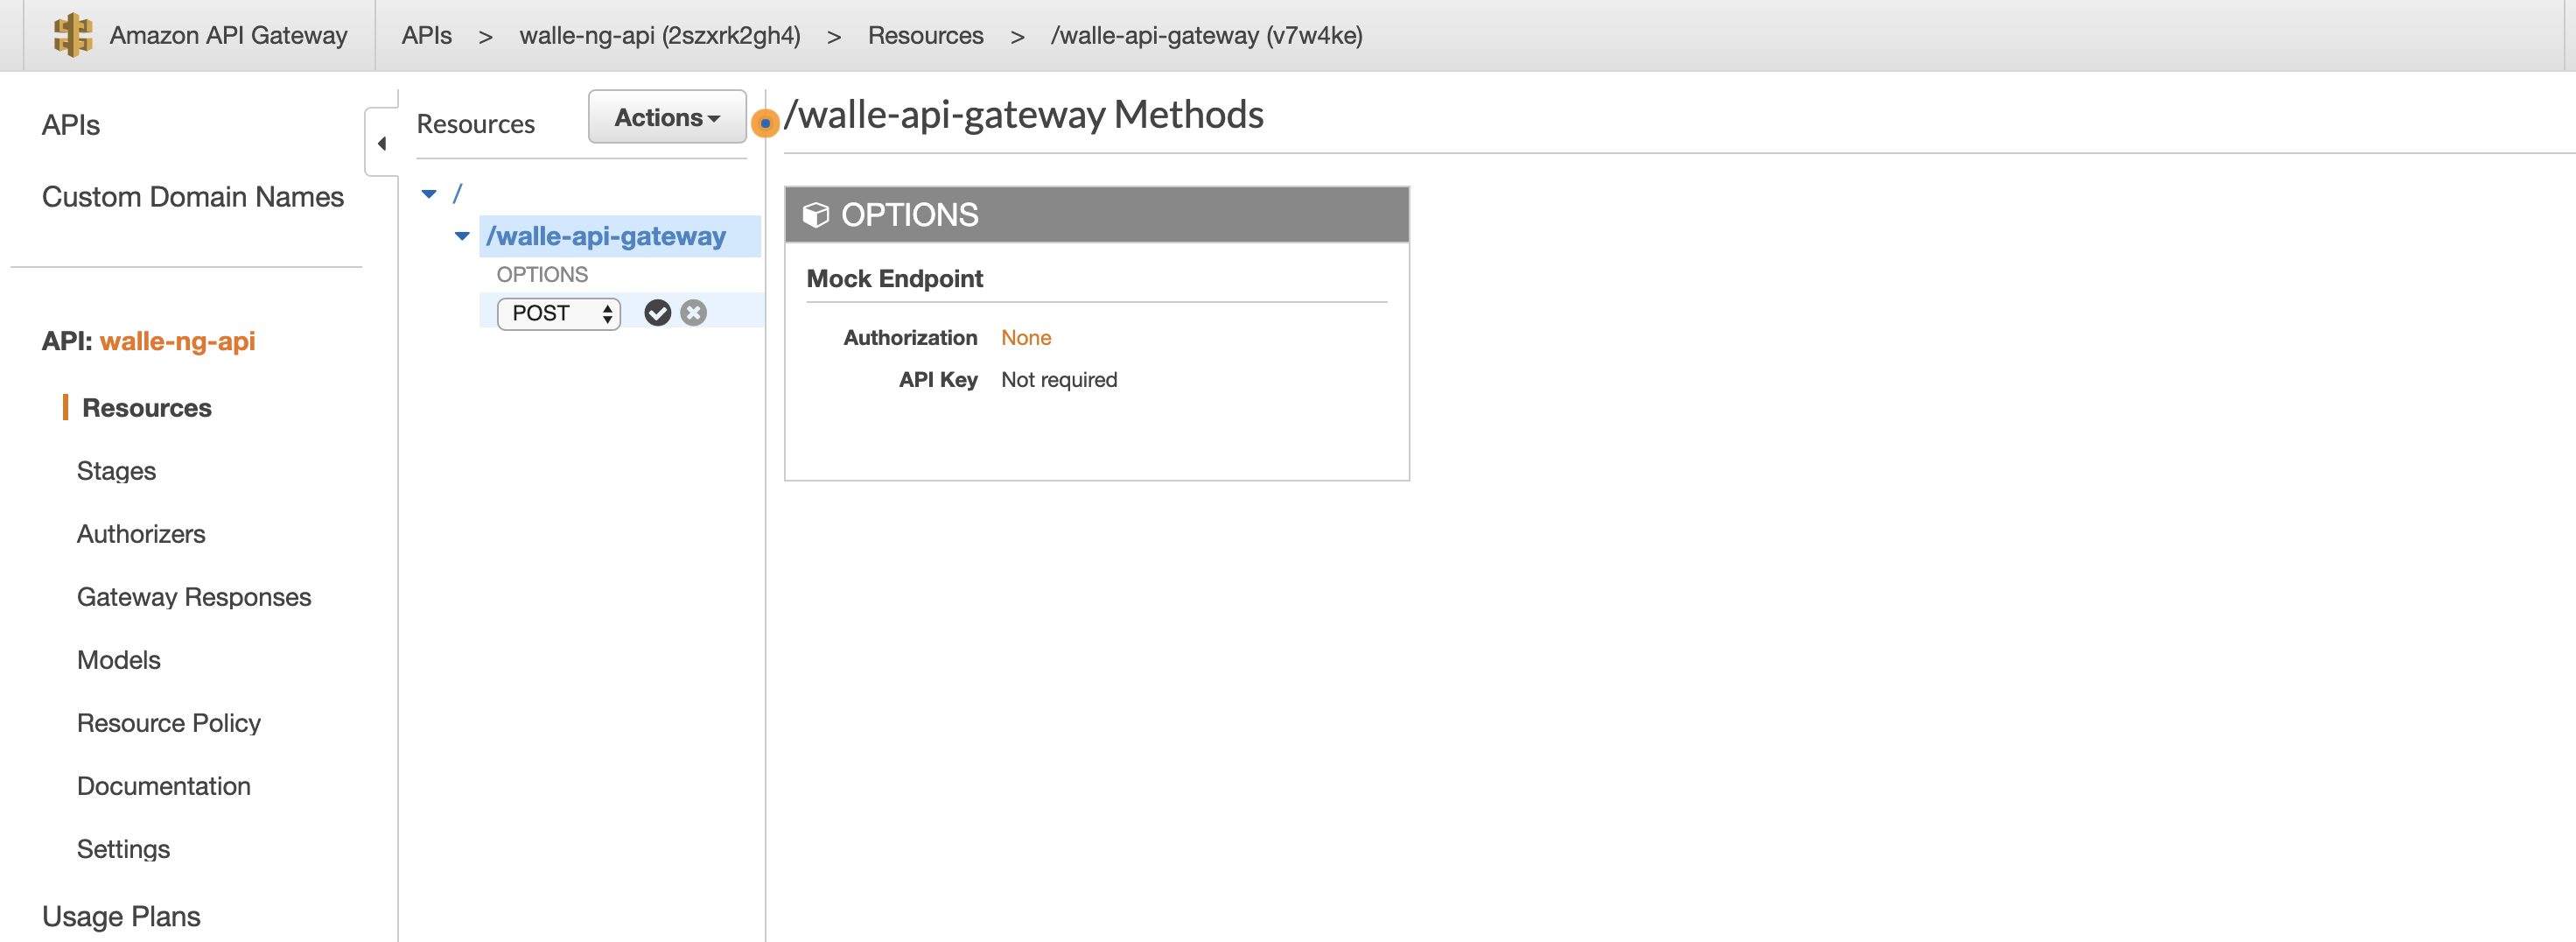 Amazon API Gateway
APIs > walle-ng-api (2szxrk2gh4) > Resources > /walle-api-gateway (v7w4ke)
APIs
Custom Domain Names
API: walle-ng-api
Resources
Stages
Authorizers
Gateway Responses
Models
Resource Policy
Documentation
Settings
Usage Plans
Resources
Actions
/
/walle-api-gateway
OPTIONS
POST
/walle-api-gateway Methods
OPTIONS
Mock Endpoint
Authorization None
API Key Not required